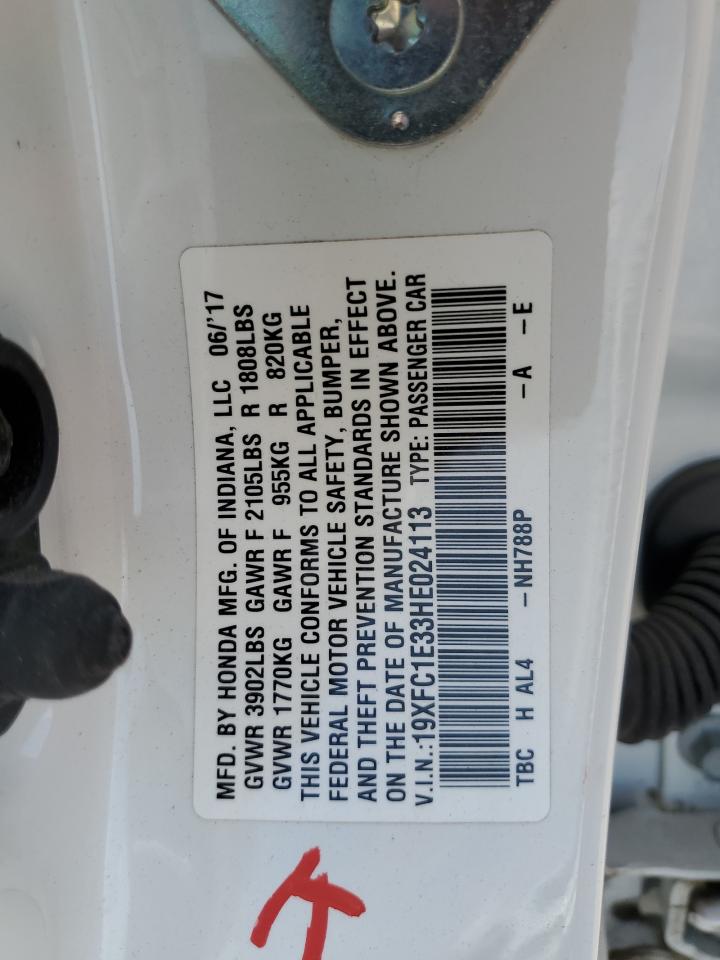 MFD. BY HONDA MFG. OF INDIANA, LLC 06/'17
GVWR 3902LBS GAWR F 2105LBS R 1808LBS
GVWR 1770KG GAWR F 955KG R 820KG
THIS VEHICLE CONFORMS TO ALL APPLICABLE
FEDERAL MOTOR VEHICLE SAFETY, BUMPER,
AND THEFT PREVENTION STANDARDS IN EFFECT
ON THE DATE OF MANUFACTURE SHOWN ABOVE.
V.I.N.:19XFC1E33HE024113 TYPE: PASSENGER CAR
TBC H AL4 -NH788P -A -E